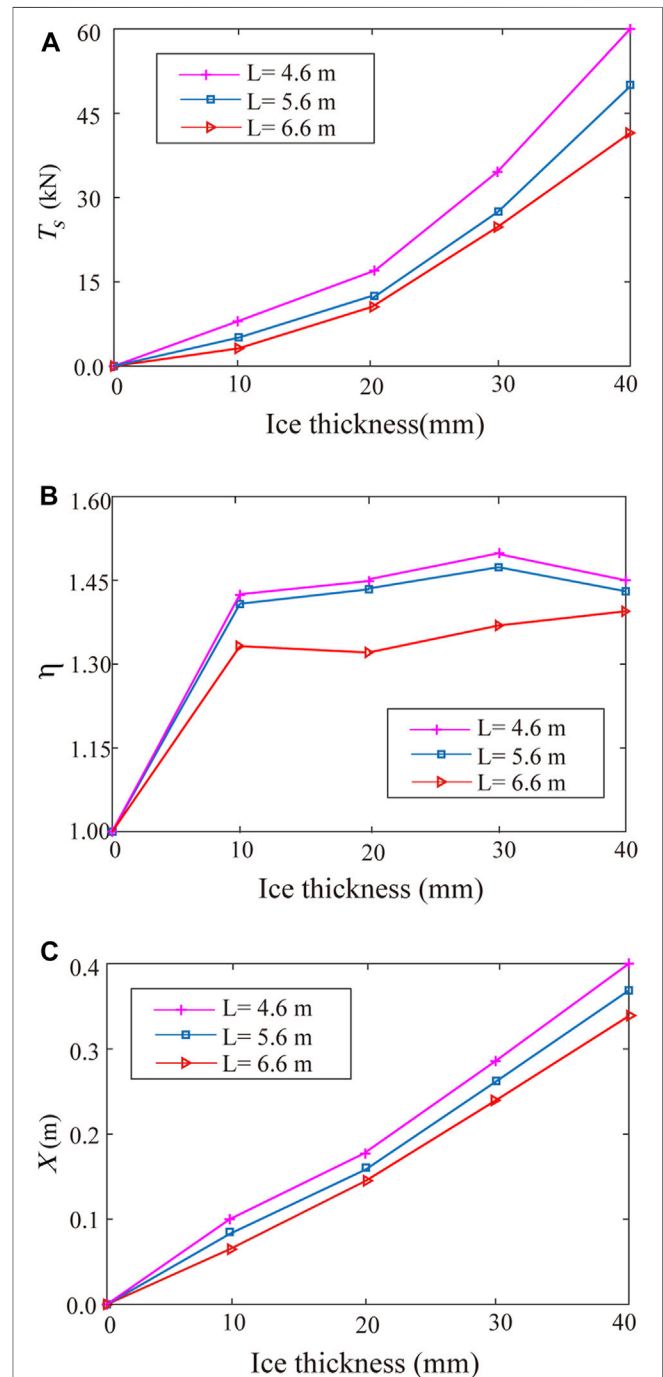 A
60
45
30
15
0.0
T_s (kN)
L= 4.6 m
L= 5.6 m
L= 6.6 m
0 10 20 30 40
Ice thickness(mm)
B
1.60
1.45
1.30
1.15
1.00
η
L= 4.6 m
L= 5.6 m
L= 6.6 m
0 10 20 30 40
Ice thickness (mm)
C
0.4
0.3
0.2
0.1
0.0
X(m)
L= 4.6 m
L= 5.6 m
L= 6.6 m
0 10 20 30 40
Ice thickness (mm)